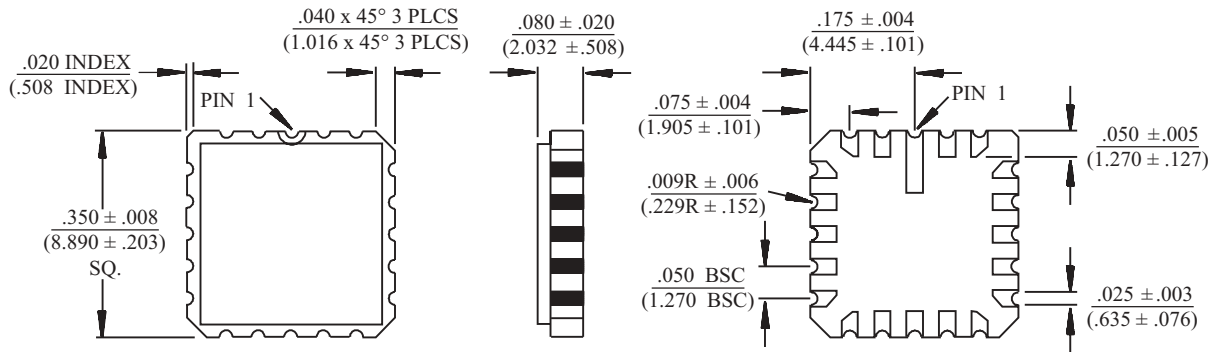 .040 x 45° 3 PLCS
(1.016 x 45° 3 PLCS)
.080 ± .020
(2.032 ±.508)
.175 ± .004
(4.445 ± .101)
.020 INDEX
(.508 INDEX)
PIN 1
.075 ± .004
(1.905 ± .101)
PIN 1
.050 ± .005
(1.270 ± .127)
.350 ± .008
(8.890 ± .203)
SQ.
.009R ± .006
(.229R ± .152)
.050 BSC
(1.270 BSC)
.025 ± .003
(.635 ± .076)